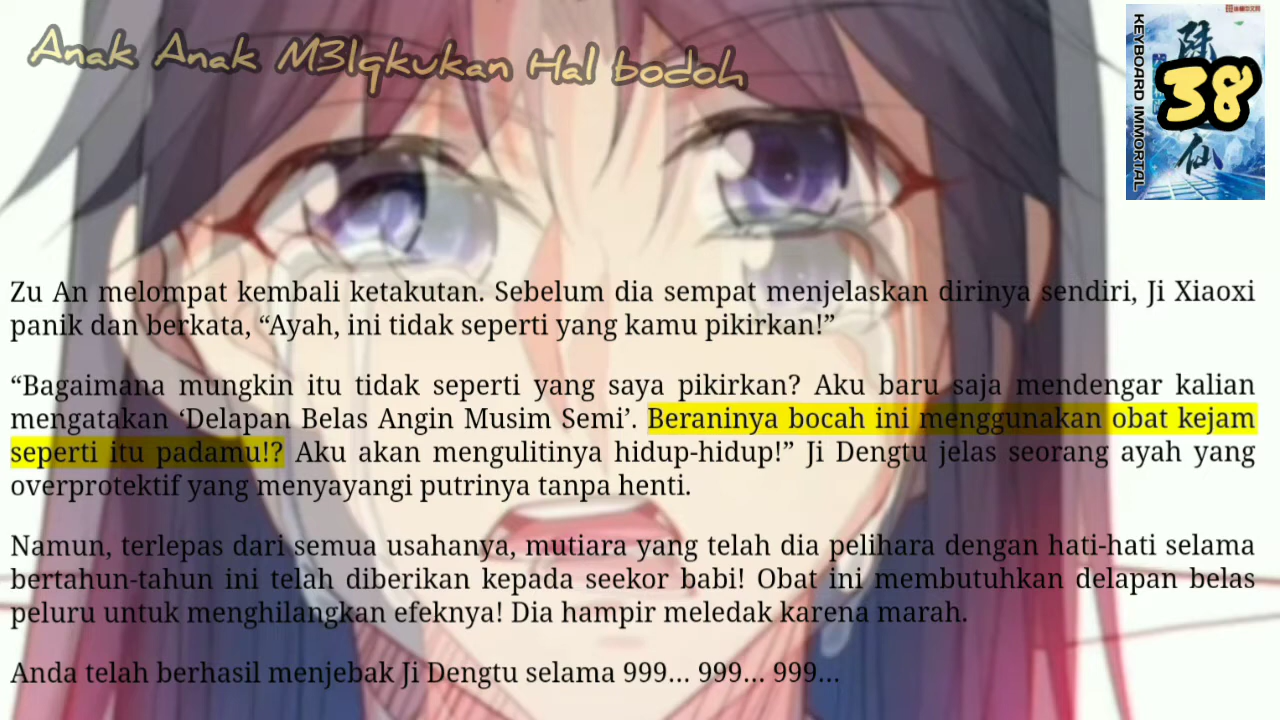 Anak Anak M3lqkukan Hal bodoh
KEYBOARD IMMORTAL
38
仙
Zu An melompat kembali ketakutan. Sebelum dia sempat menjelaskan dirinya sendiri, Ji Xiaoxi
panik dan berkata, “Ayah, ini tidak seperti yang kamu pikirkan!”
“Bagaimana mungkin itu tidak seperti yang saya pikirkan? Aku baru saja mendengar kalian
mengatakan ‘Delapan Belas Angin Musim Semi’. Beraninya bocah ini menggunakan obat kejam
seperti itu padamu!? Aku akan mengulitinya hidup-hidup!” Ji Dengtu jelas seorang ayah yang
overprotektif yang menyayangi putrinya tanpa henti.
Namun, terlepas dari semua usahanya, mutiara yang telah dia pelihara dengan hati-hati selama
bertahun-tahun ini telah diberikan kepada seekor babi! Obat ini membutuhkan delapan belas
peluru untuk menghilangkan efeknya! Dia hampir meledak karena marah.
Anda telah berhasil menjebak Ji Dengtu selama 999... 999... 999...